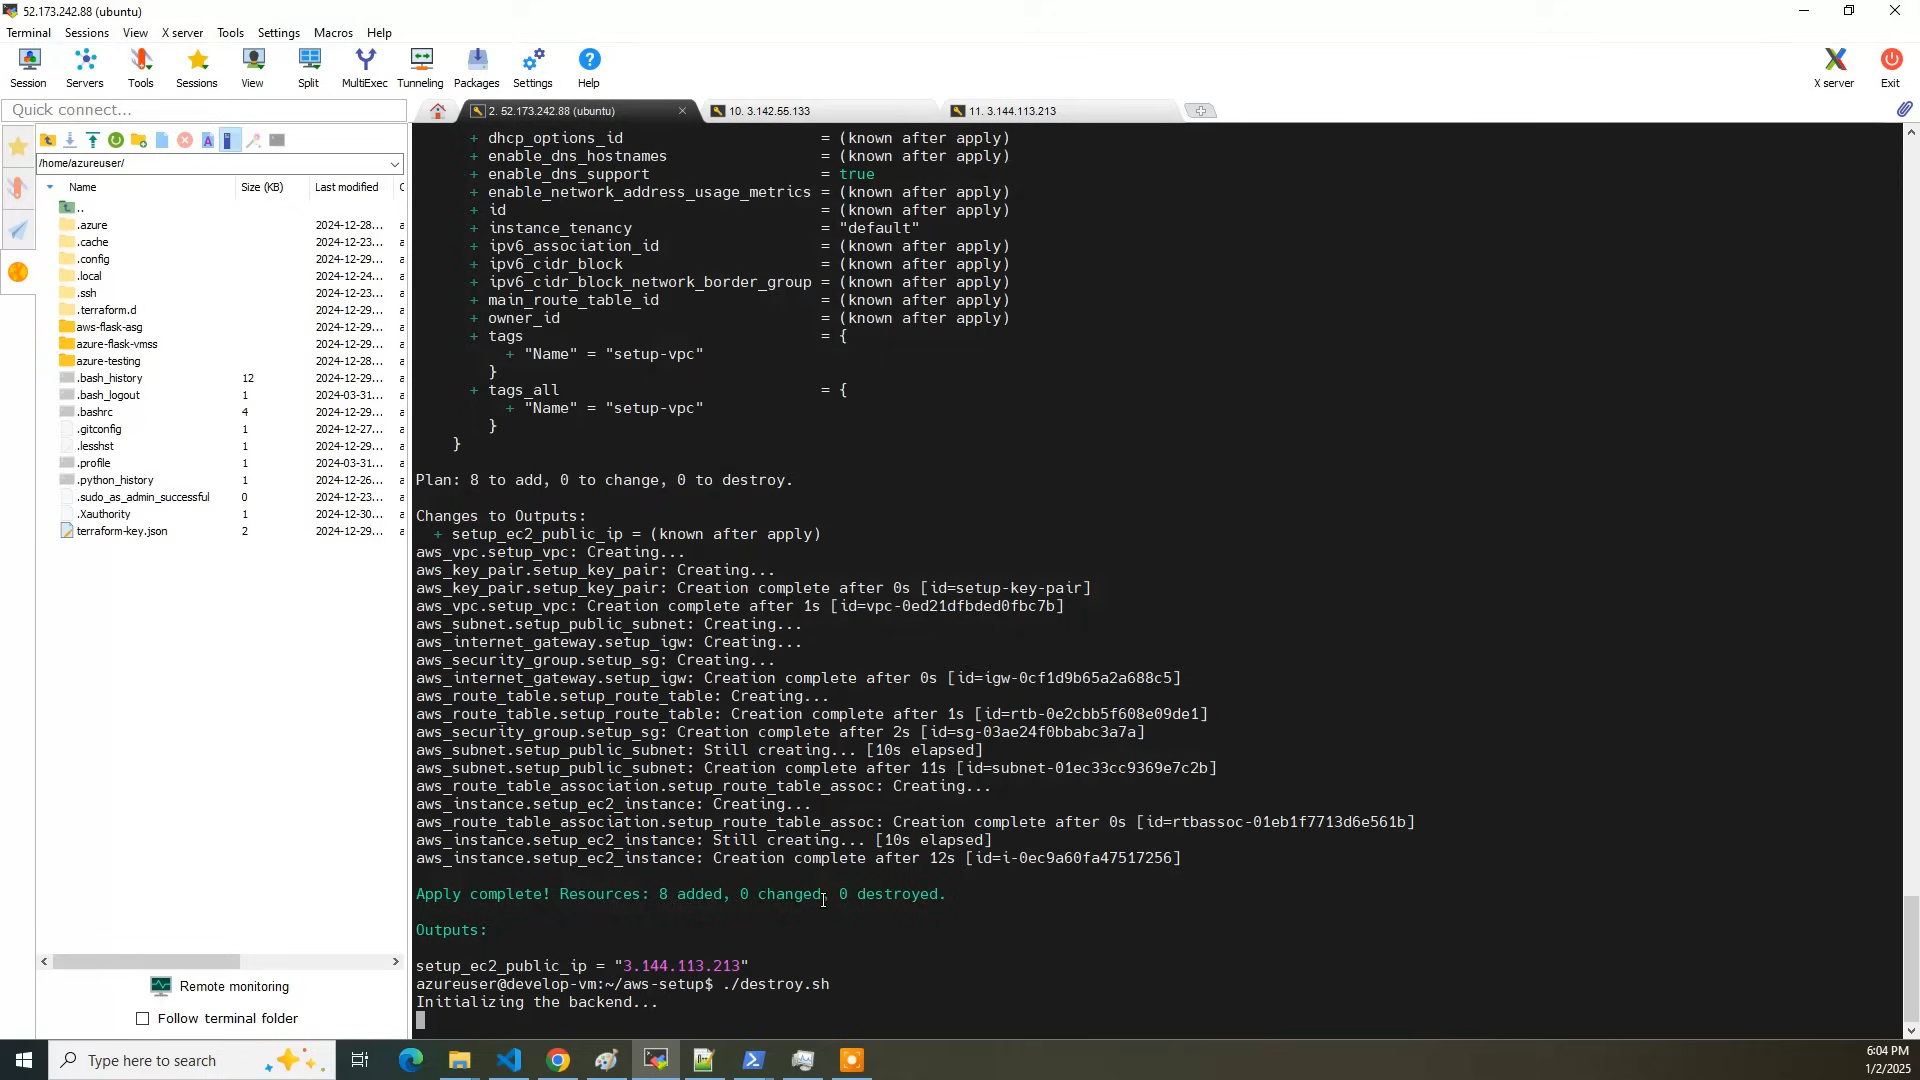 52.173.242.88 (ubuntu)
Terminal Sessions View X server Tools Settings Macros Help
Session Servers Tools Sessions View Split MultiExec Tunneling Packages Settings Help X server Exit
Quick connect...
2. 52.173.242.88 (ubuntu)
10. 3.142.55.133
11. 3.144.113.213
/home/azureuser/
Name Size (KB) Last modified
..
.azure 2024-12-28...
.cache 2024-12-23...
.config 2024-12-29...
.local 2024-12-24...
.ssh 2024-12-23...
.terraform.d 2024-12-29...
aws-flask-asg 2024-12-29...
azure-flask-vmss 2024-12-29...
azure-testing 2024-12-28...
.bash_history 12 2024-12-29...
.bash_logout 1 2024-03-31...
.bashrc 4 2024-12-29...
.gitconfig 1 2024-12-27...
.lesshst 1 2024-12-29...
.profile 1 2024-03-31...
.python_history 1 2024-12-26...
.sudo_as_admin_successful 0 2024-12-23...
.Xauthority 1 2024-12-30...
terraform-key.json 2 2024-12-29...
Remote monitoring
Follow terminal folder
+ dhcp_options_id = (known after apply)
+ enable_dns_hostnames = (known after apply)
+ enable_dns_support = true
+ enable_network_address_usage_metrics = (known after apply)
+ id = (known after apply)
+ instance_tenancy = "default"
+ ipv6_association_id = (known after apply)
+ ipv6_cidr_block = (known after apply)
+ ipv6_cidr_block_network_border_group = (known after apply)
+ main_route_table_id = (known after apply)
+ owner_id = (known after apply)
+ tags = {
+ "Name" = "setup-vpc"
}
+ tags_all = {
+ "Name" = "setup-vpc"
}
}
Plan: 8 to add, 0 to change, 0 to destroy.
Changes to Outputs:
+ setup_ec2_public_ip = (known after apply)
aws_vpc.setup_vpc: Creating...
aws_key_pair.setup_key_pair: Creating...
aws_key_pair.setup_key_pair: Creation complete after 0s [id=setup-key-pair]
aws_vpc.setup_vpc: Creation complete after 1s [id=vpc-0ed21dfbded0fbc7b]
aws_subnet.setup_public_subnet: Creating...
aws_internet_gateway.setup_igw: Creating...
aws_security_group.setup_sg: Creating...
aws_internet_gateway.setup_igw: Creation complete after 0s [id=igw-0cf1d9b65a2a688c5]
aws_route_table.setup_route_table: Creating...
aws_route_table.setup_route_table: Creation complete after 1s [id=rtb-0e2cbb5f608e09de1]
aws_security_group.setup_sg: Creation complete after 2s [id=sg-03ae24f0bbabc3a7a]
aws_subnet.setup_public_subnet: Still creating... [10s elapsed]
aws_subnet.setup_public_subnet: Creation complete after 11s [id=subnet-01ec33cc9369e7c2b]
aws_route_table_association.setup_route_table_assoc: Creating...
aws_instance.setup_ec2_instance: Creating...
aws_route_table_association.setup_route_table_assoc: Creation complete after 0s [id=rtbassoc-01eb1f7713d6e561b]
aws_instance.setup_ec2_instance: Still creating... [10s elapsed]
aws_instance.setup_ec2_instance: Creation complete after 12s [id=i-0ec9a60fa47517256]
Apply complete! Resources: 8 added, 0 changed, 0 destroyed.
Outputs:
setup_ec2_public_ip = "3.144.113.213"
azureuser@develop-vm:~/aws-setup$ ./destroy.sh
Initializing the backend...
Type here to search
6:04 PM
1/2/2025